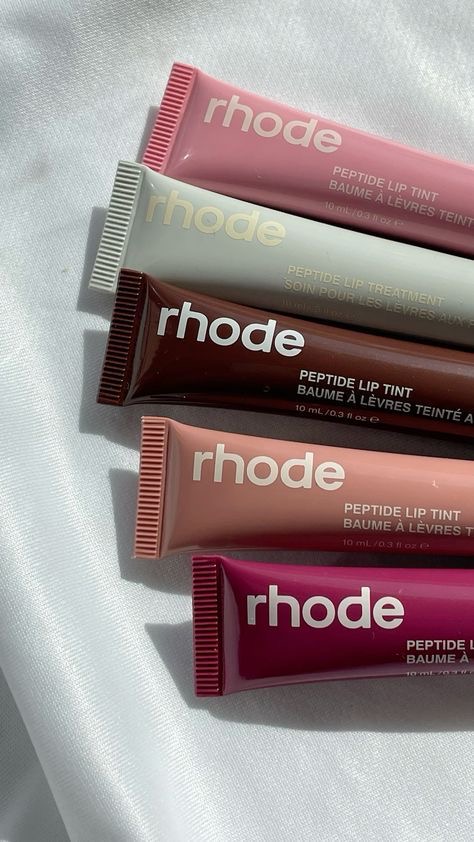 rhode
PEPTIDE LIP TINT
BAUME À LÈVRES TEINT
10 mL/0.3 fl oz e
rhode
PEPTIDE LIP TREATMENT
SOIN POUR LES LÈVRES AUX
rhode
PEPTIDE LIP TINT
BAUME À LÈVRES TEINTÉ A
10 mL/0.3 fl oz e
rhode
PEPTIDE LIP TINT
BAUME À LÈVRES TE
10 mL/0.3 fl oz e
rhode
PEPTIDE L
BAUME À